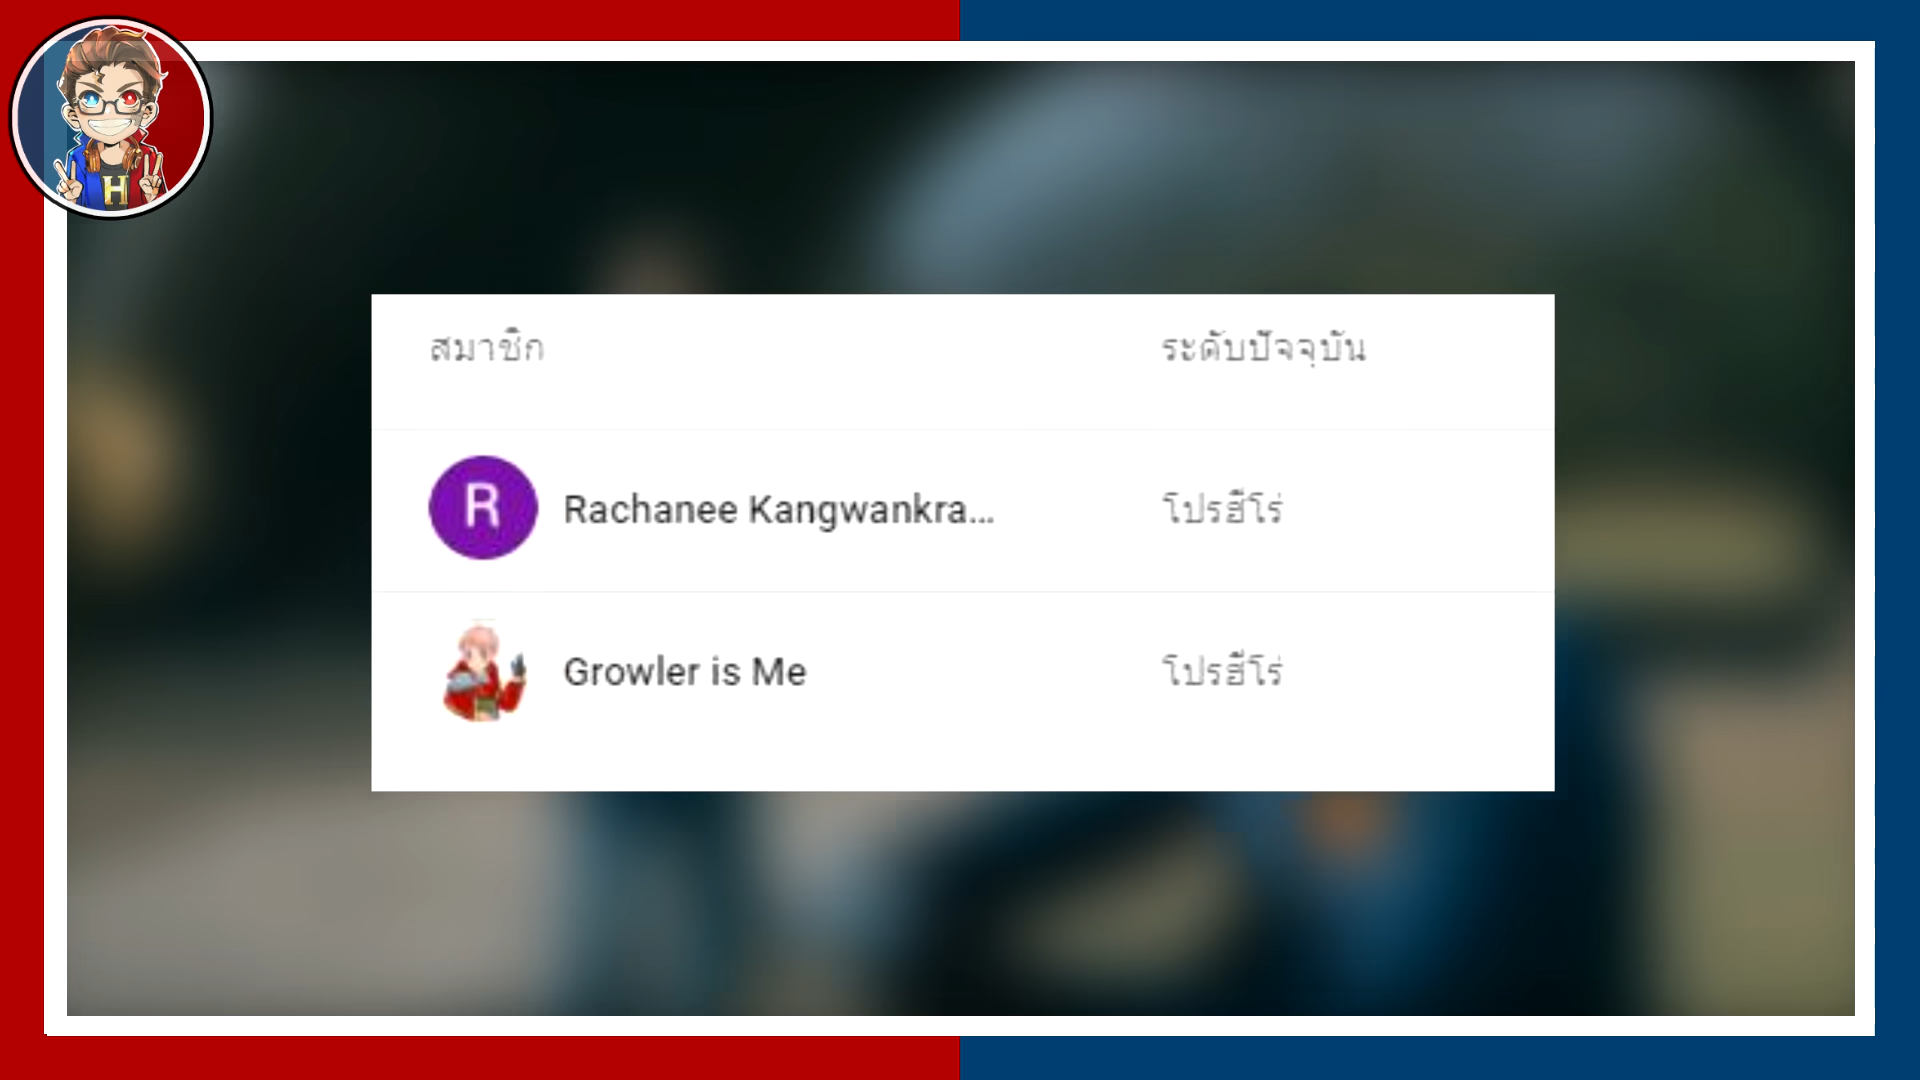 H
สมาชิก ระดับปัจจุบัน
R Rachanee Kangwankra... โปรฮีโร่
Growler is Me โปรฮีโร่